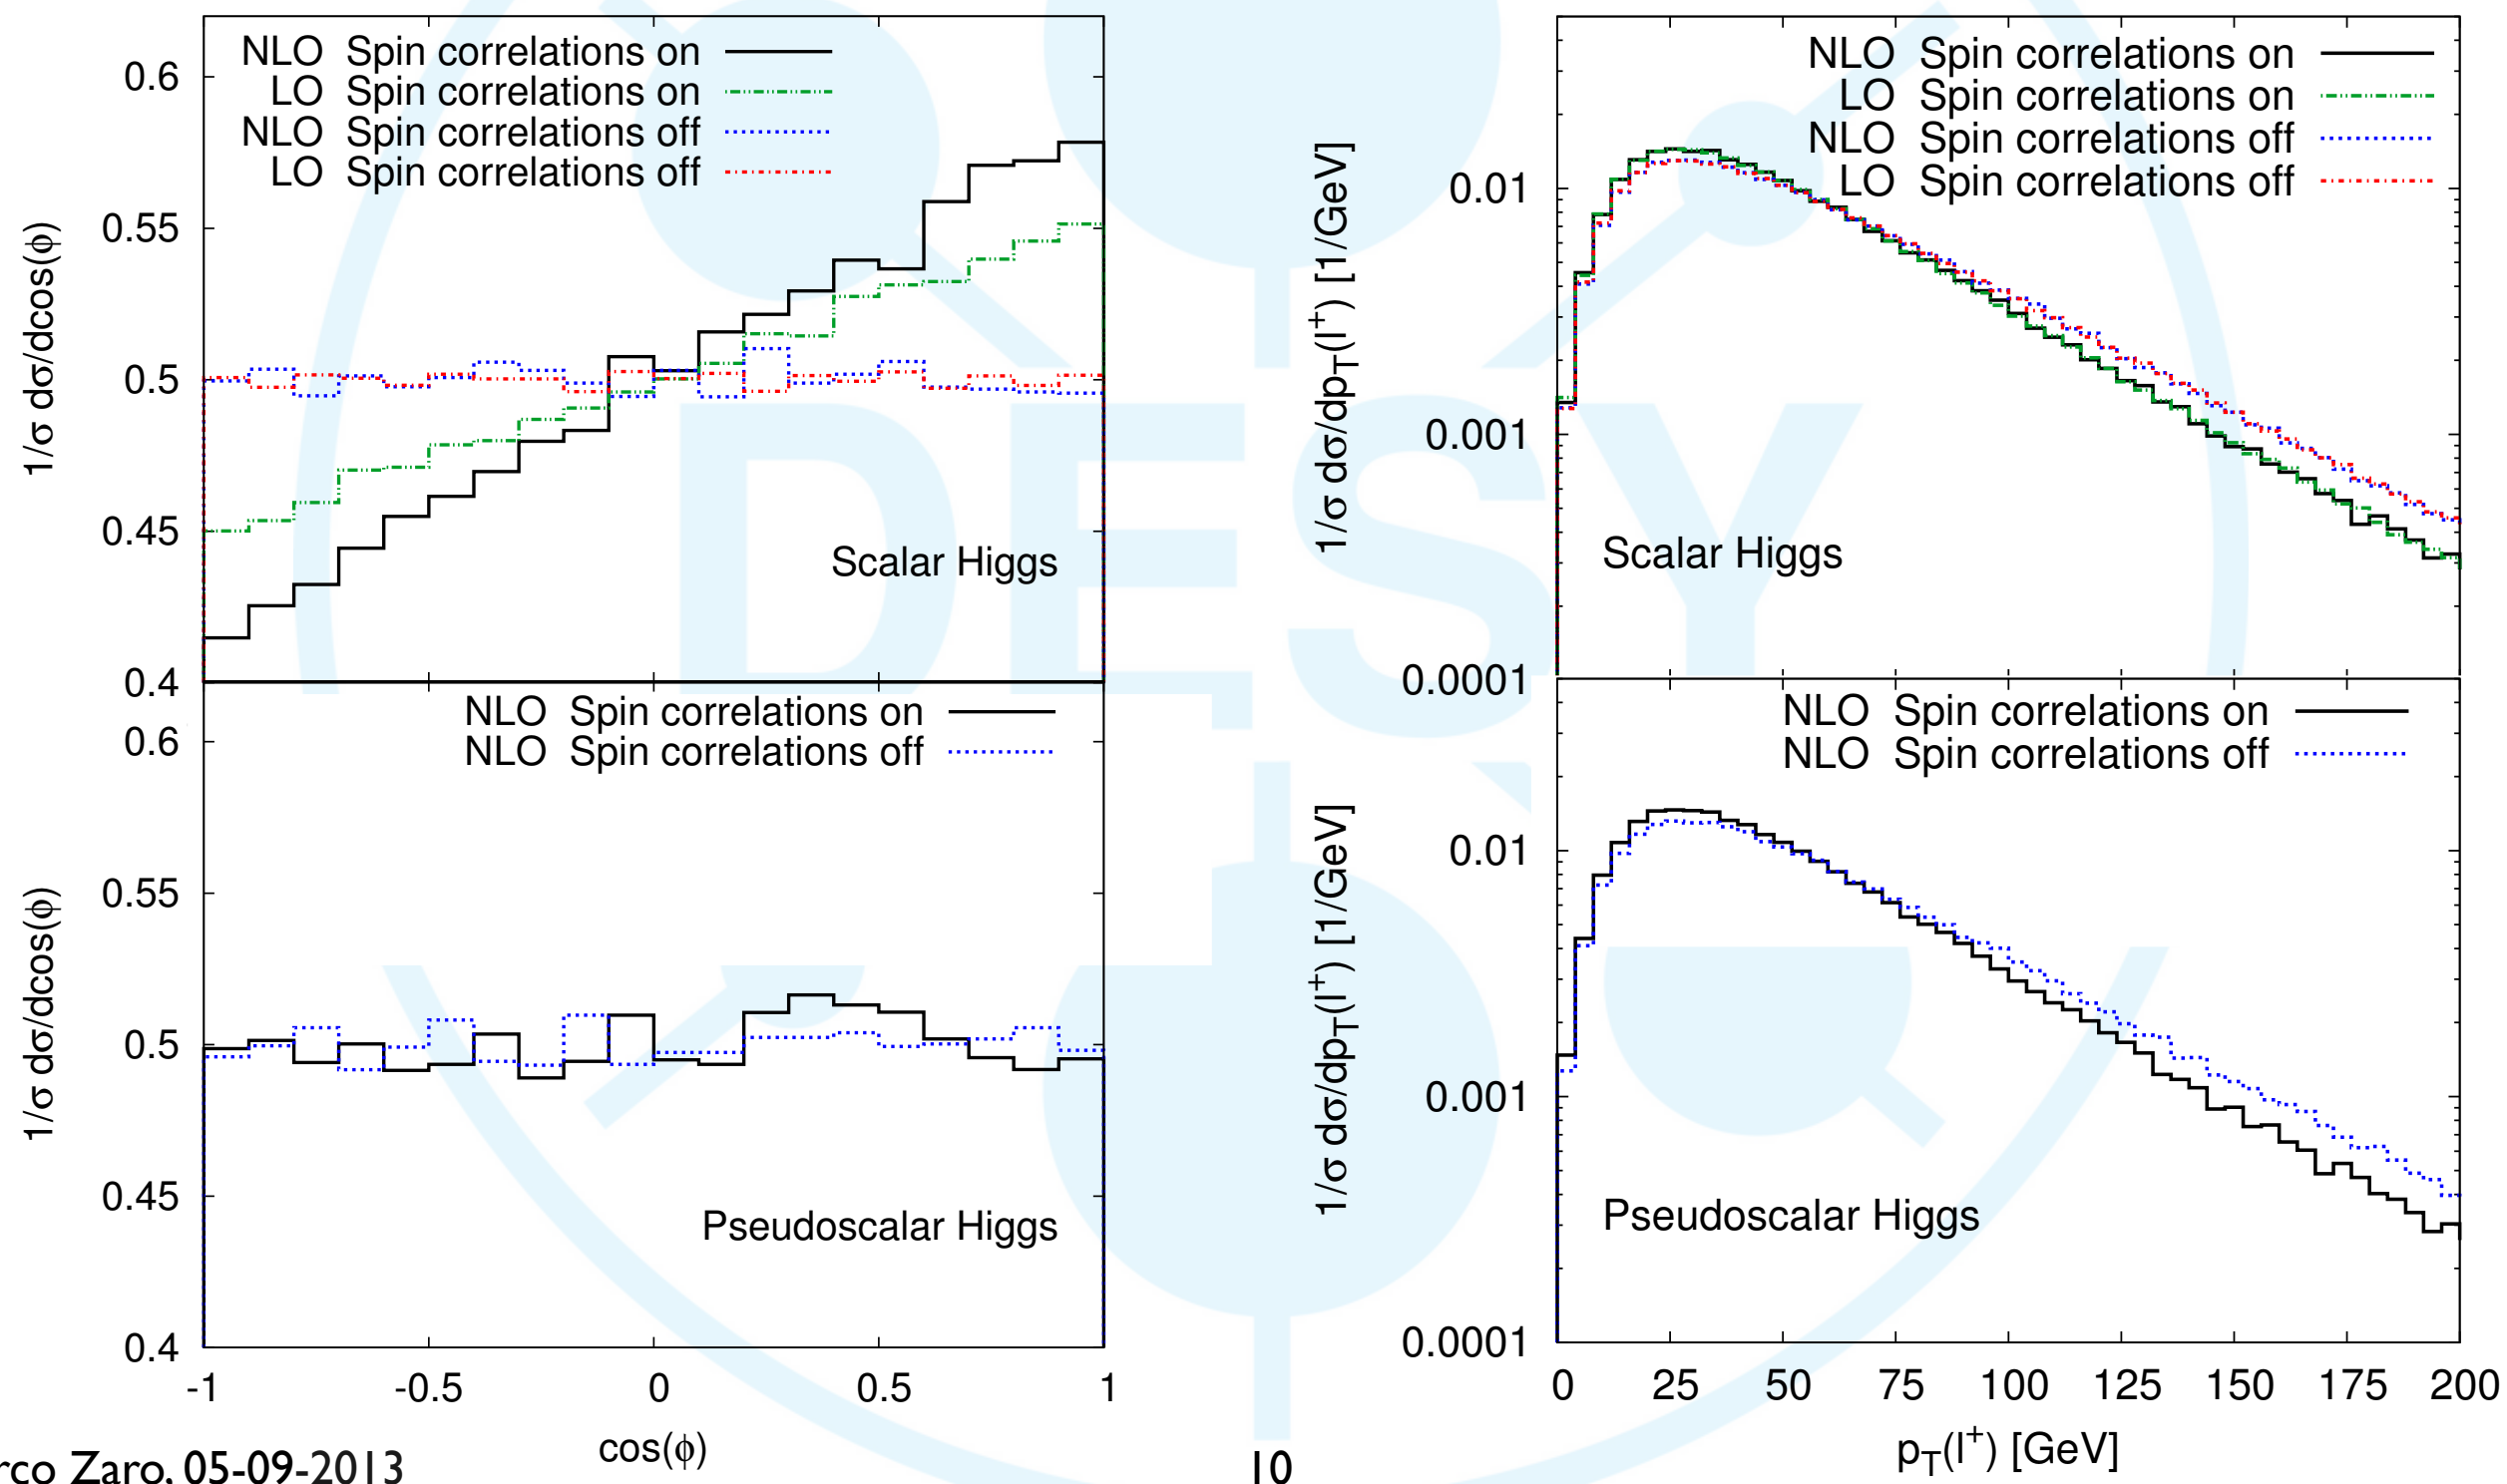 NLO Spin correlations on
LO Spin correlations on
NLO Spin correlations off
LO Spin correlations off
0.6
0.55
0.5
0.45
0.4
1/σ dσ/dcos(ϕ)
Scalar Higgs
NLO Spin correlations on
LO Spin correlations on
NLO Spin correlations off
LO Spin correlations off
0.01
0.001
0.0001
1/σ dσ/dpT(l+) [1/GeV]
Scalar Higgs
DESY
NLO Spin correlations on
NLO Spin correlations off
0.6
0.55
0.5
0.45
0.4
1/σ dσ/dcos(ϕ)
Pseudoscalar Higgs
-1 -0.5 0 0.5 1
cos(ϕ)
NLO Spin correlations on
NLO Spin correlations off
0.01
0.001
0.0001
1/σ dσ/dpT(l+) [1/GeV]
Pseudoscalar Higgs
0 25 50 75 100 125 150 175 200
pT(l+) [GeV]
rco Zaro, 05-09-2013
10